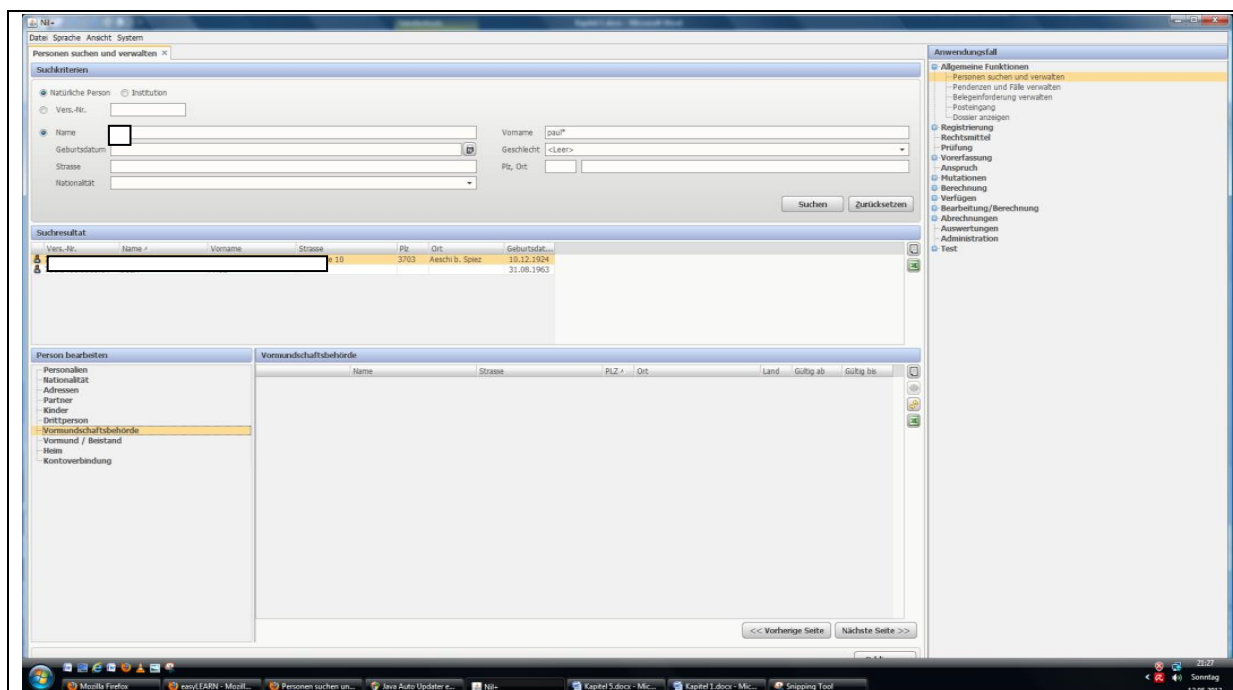 Nil+
Datei Sprache Ansicht System
Personen suchen und verwalten ×
Suchkriterien
Natürliche Person Institution
Vers.-Nr.
Name Vorname paul*
Geburtsdatum Geschlecht <Leer>
Strasse Plz, Ort
Nationalität
Suchen Zurücksetzen
Suchresultat
Vers.-Nr. Name Vorname Strasse Plz Ort Geburtsdat...
e 10 3703 Aeschi b. Spiez 10.12.1924
31.08.1963
Person bearbeiten
Personalien
Nationalität
Adressen
Partner
Kinder
Drittperson
Vormundschaftsbehörde
Vormund / Beistand
Heim
Kontoverbindung
Vormundschaftsbehörde
Name Strasse PLZ Ort Land Gültig ab Gültig bis
<< Vorherige Seite Nächste Seite >>
Anwendungsfall
Allgemeine Funktionen
Personen suchen und verwalten
Pendenzen und Fälle verwalten
Belegeinforderung verwalten
Posteingang
Dossier anzeigen
Registrierung
Rechtsmittel
Prüfung
Vorerfassung
Anspruch
Mutationen
Berechnung
Verfügen
Bearbeitung/Berechnung
Abrechnungen
Auswertungen
Administration
Test
Mozilla Firefox easyLEARN - Mozill... Personen suchen un... Java Auto Updater e... Nil+ Kapitel 5.docx - Mic... Kapitel 1.docx - Mic... Snipping Tool
21:27
Sonntag